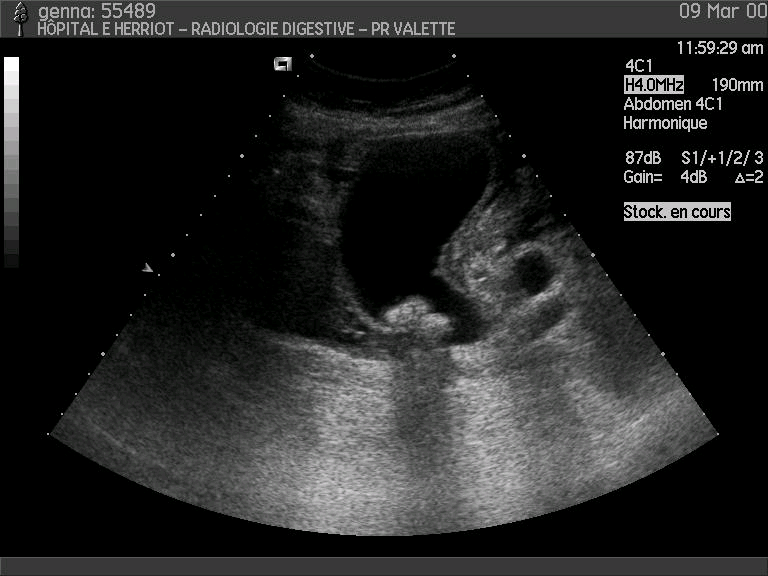 genna: 55489
09 Mar 00
HÔPITAL E HERRIOT – RADIOLOGIE DIGESTIVE – PR VALETTE
11:59:29 am
4C1
H4.0MHz 190mm
Abdomen 4C1
Harmonique
87dB S1/+1/2/ 3
Gain= 4dB Δ=2
Stock. en cours